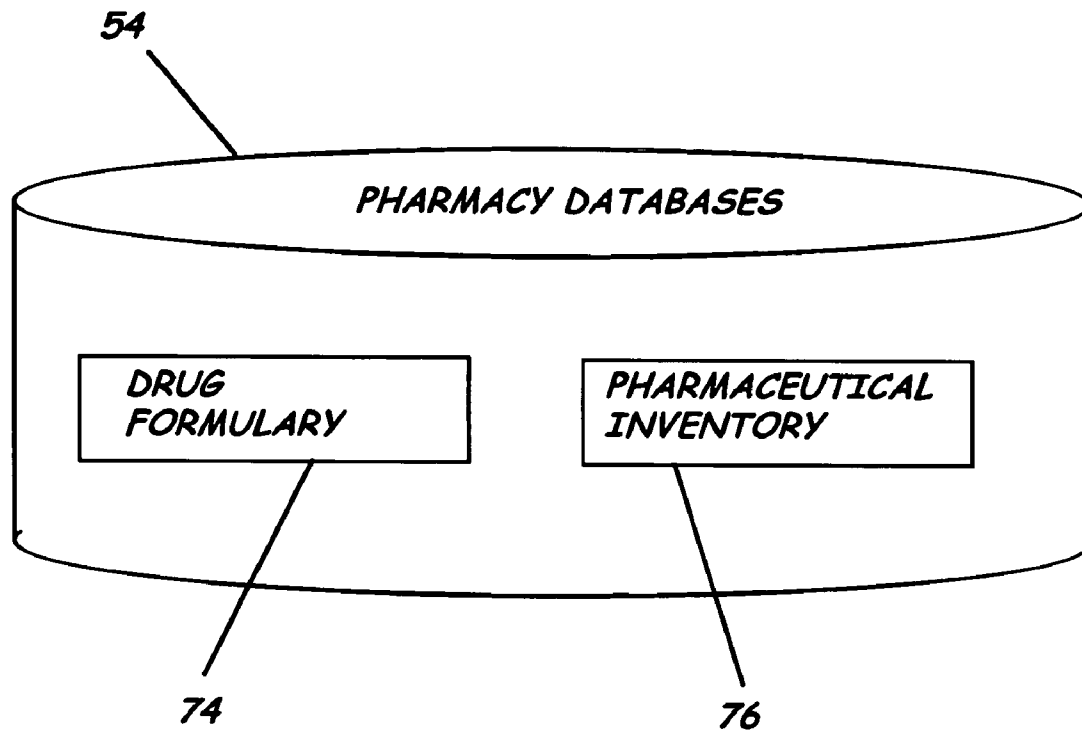 54
PHARMACY DATABASES
DRUG
FORMULARY
PHARMACEUTICAL
INVENTORY
74
76